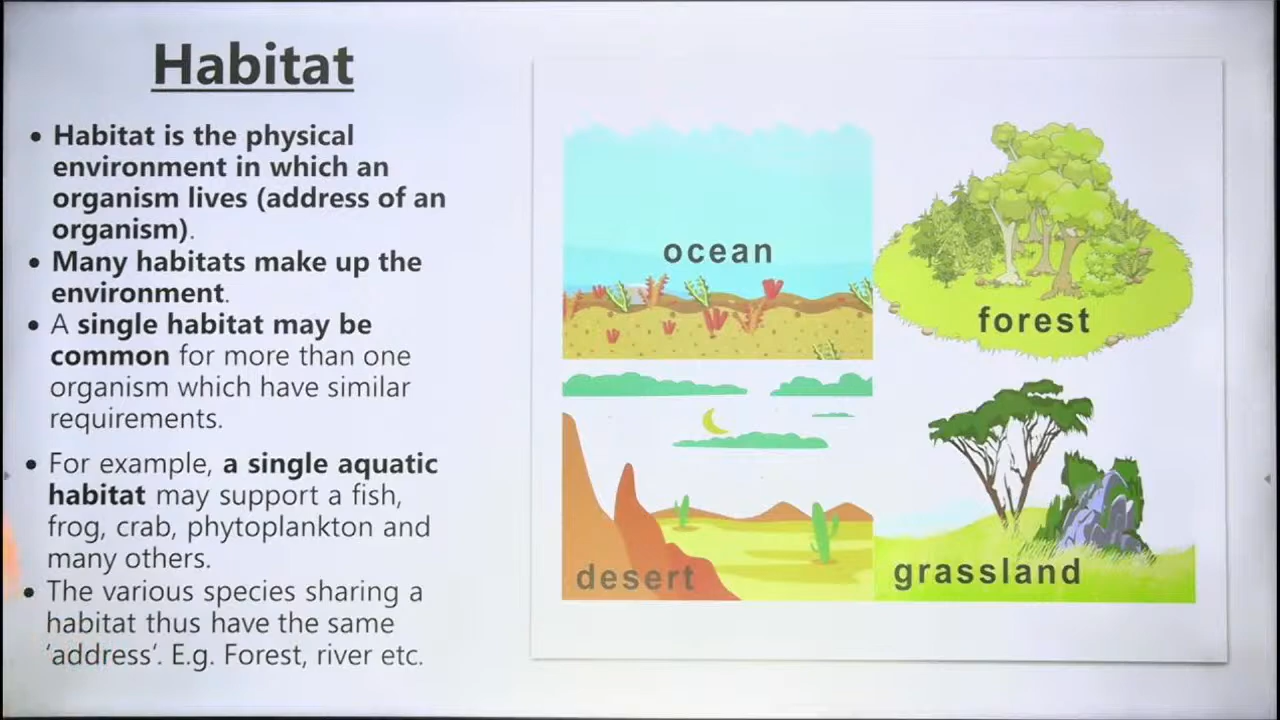 Habitat
• Habitat is the physical
environment in which an
organism lives (address of an
organism).
• Many habitats make up the
environment.
• A single habitat may be
common for more than one
organism which have similar
requirements.
• For example, a single aquatic
habitat may support a fish,
frog, crab, phytoplankton and
many others.
• The various species sharing a
habitat thus have the same
‘address’. E.g. Forest, river etc.
ocean
forest
desert
grassland